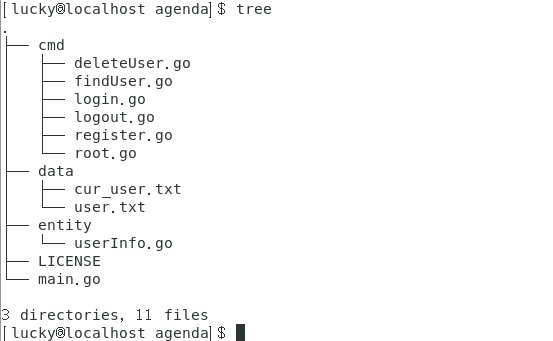 [lucky@localhost agenda]$ tree
.
├── cmd
│   ├── deleteUser.go
│   ├── findUser.go
│   ├── login.go
│   ├── logout.go
│   ├── register.go
│   └── root.go
├── data
│   ├── cur_user.txt
│   └── user.txt
├── entity
│   └── userInfo.go
├── LICENSE
└── main.go
3 directories, 11 files
[lucky@localhost agenda]$